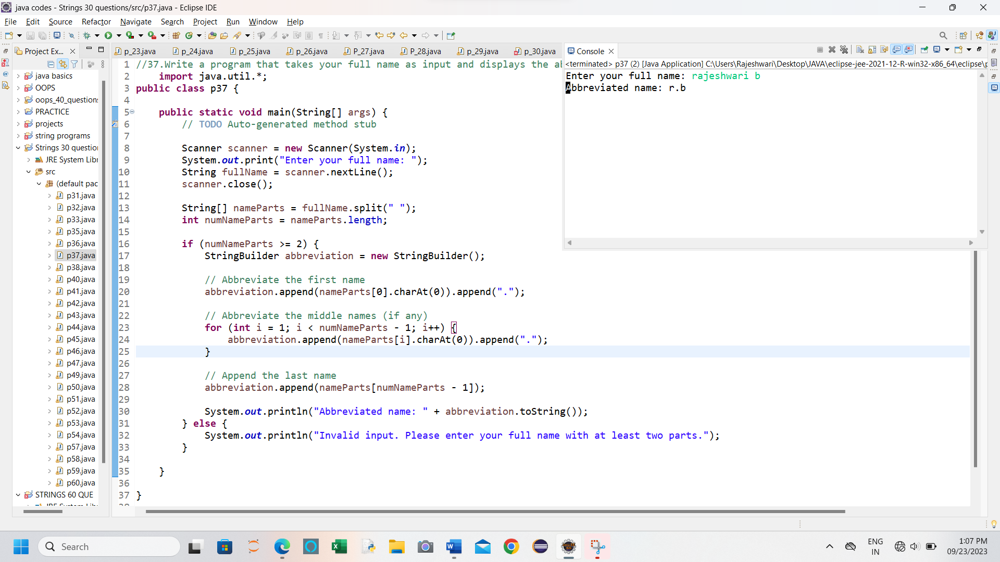 java codes - Strings 30 questions/src/p37.java - Eclipse IDE
File Edit Source Refactor Navigate Search Project Run Window Help
Project Ex...
java basics
OOPS
oops_40_questions
PRACTICE
projects
string programs
Strings 30 question
JRE System Libr
src
(default pac
p31.java
p32.java
p33.java
p35.java
p36.java
p37.java
p38.java
p40.java
p41.java
p42.java
p43.java
p44.java
p45.java
p46.java
p47.java
p49.java
p50.java
p51.java
p52.java
p53.java
p54.java
p57.java
p58.java
p59.java
p60.java
STRINGS 60 QUE
p_23.java p_24.java p_25.java p_26.java P_27.java P_28.java p_29.java p_30.java
1 //37.Write a program that takes your full name as input and displays the ab
2 import java.util.*;
3 public class p37 {
4
5 public static void main(String[] args) {
6 // TODO Auto-generated method stub
7
8 Scanner scanner = new Scanner(System.in);
9 System.out.print("Enter your full name: ");
10 String fullName = scanner.nextLine();
11 scanner.close();
12
13 String[] nameParts = fullName.split(" ");
14 int numNameParts = nameParts.length;
15
16 if (numNameParts >= 2) {
17 StringBuilder abbreviation = new StringBuilder();
18
19 // Abbreviate the first name
20 abbreviation.append(nameParts[0].charAt(0)).append(".");
21
22 // Abbreviate the middle names (if any)
23 for (int i = 1; i < numNameParts - 1; i++) {
24 abbreviation.append(nameParts[i].charAt(0)).append(".");
25 }
26
27 // Append the last name
28 abbreviation.append(nameParts[numNameParts - 1]);
29
30 System.out.println("Abbreviated name: " + abbreviation.toString());
31 } else {
32 System.out.println("Invalid input. Please enter your full name with at least two parts.");
33 }
34
35 }
36
37 }
Console
<terminated> p37 (2) [Java Application] C:\Users\Rajeshwari\Desktop\JAVA\eclipse-jee-2021-12-R-win32-x86_64\eclipse\p
Enter your full name: rajeshwari b
Abbreviated name: r.b
Search
ENG
IN
1:07 PM
09/23/2023